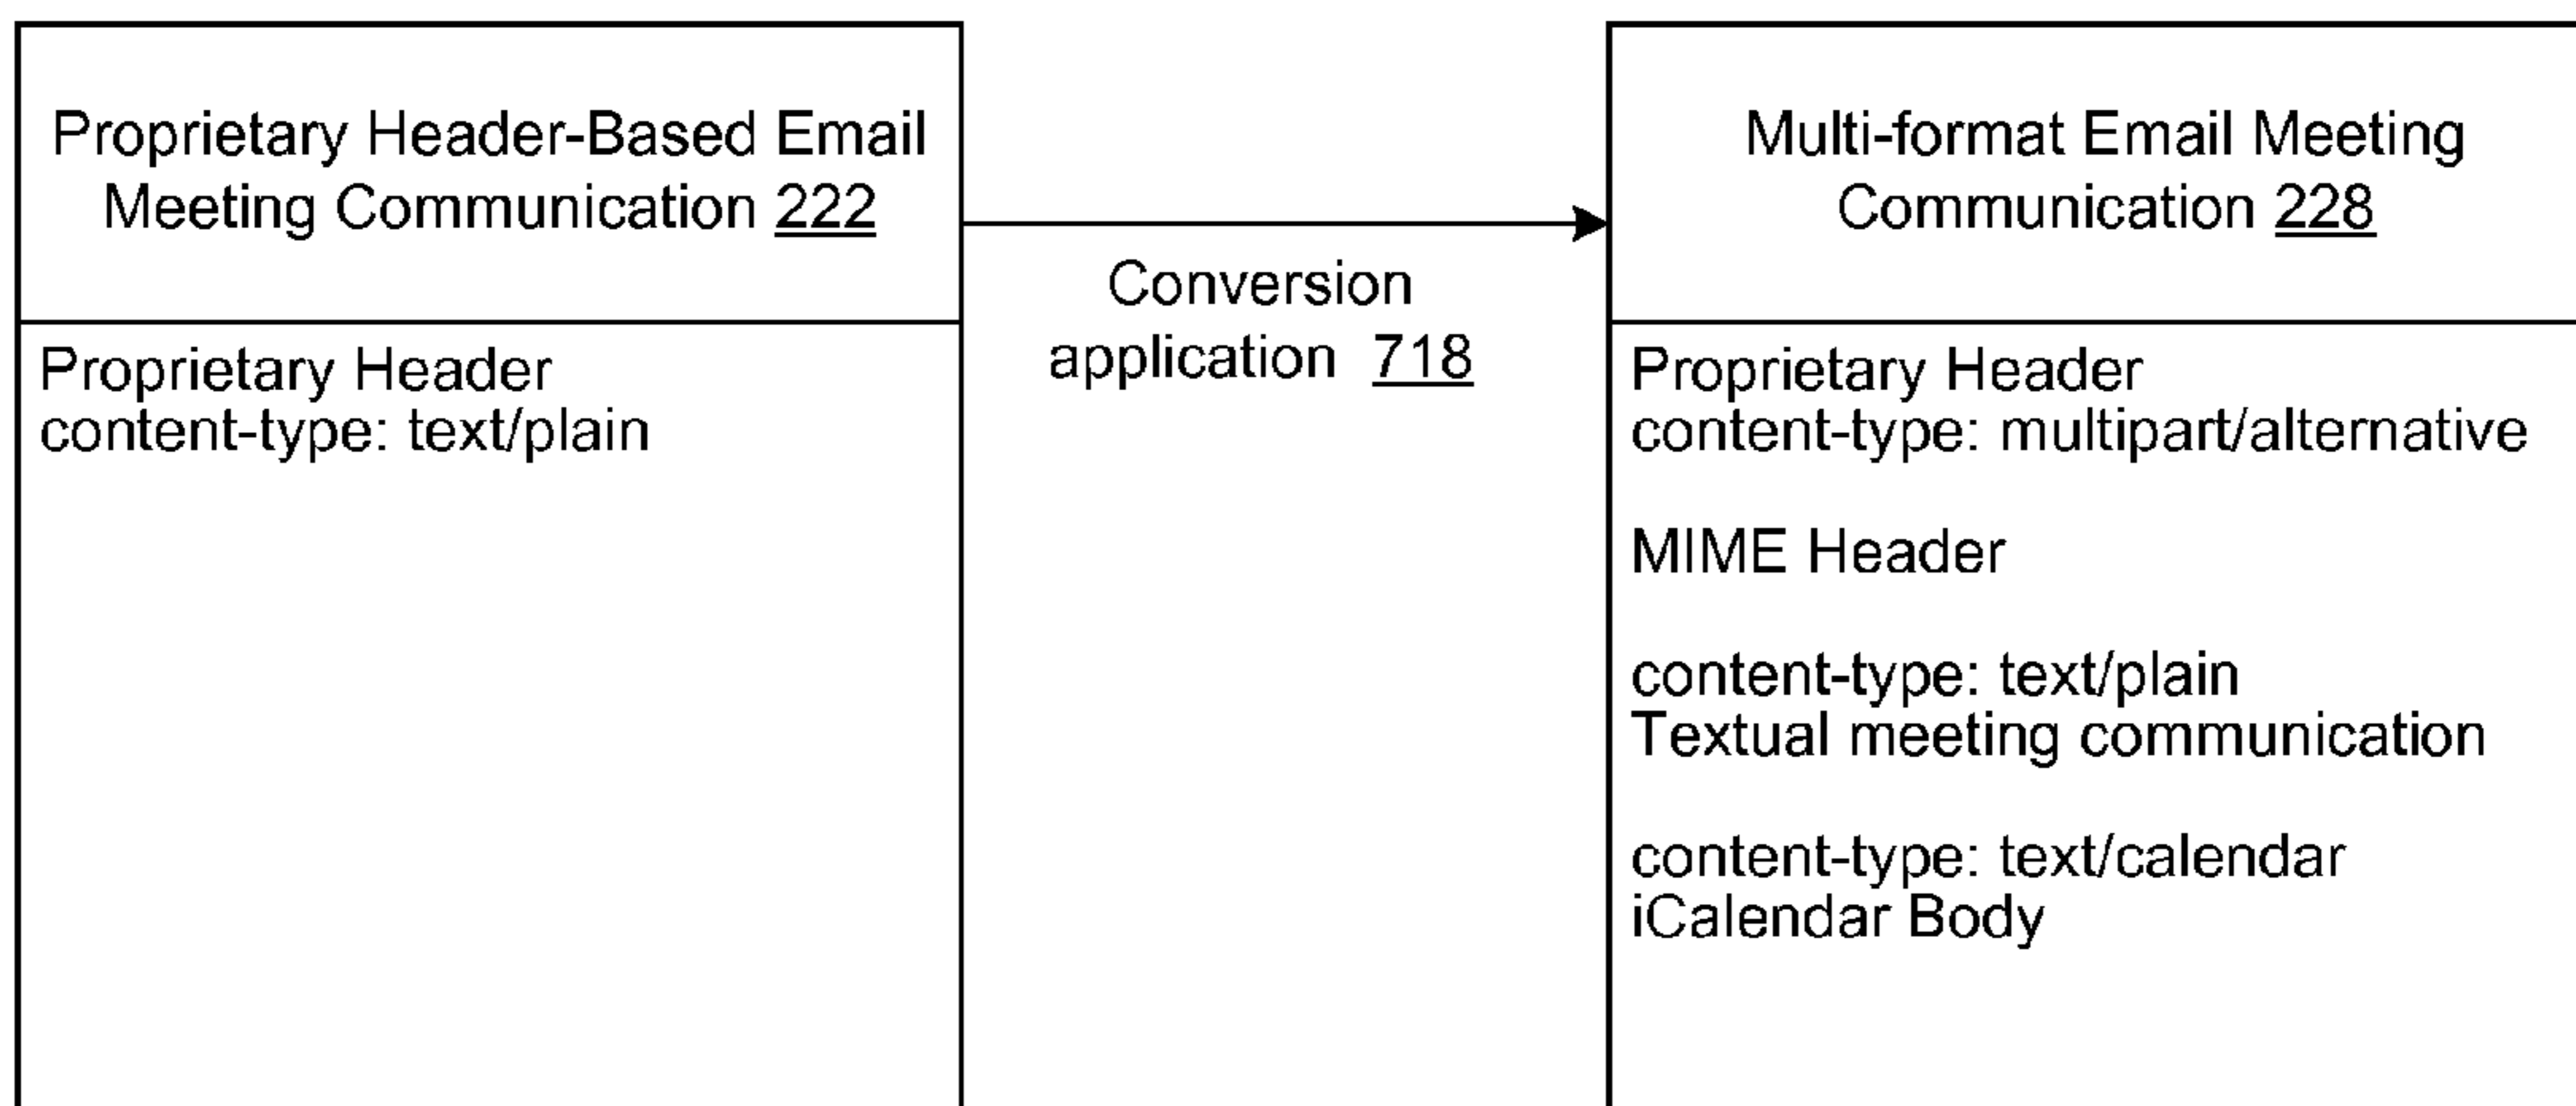 Proprietary Header-Based Email
Meeting Communication 222
Proprietary Header
content-type: text/plain
Conversion
application 718
Multi-format Email Meeting
Communication 228
Proprietary Header
content-type: multipart/alternative
MIME Header
content-type: text/plain
Textual meeting communication
content-type: text/calendar
iCalendar Body